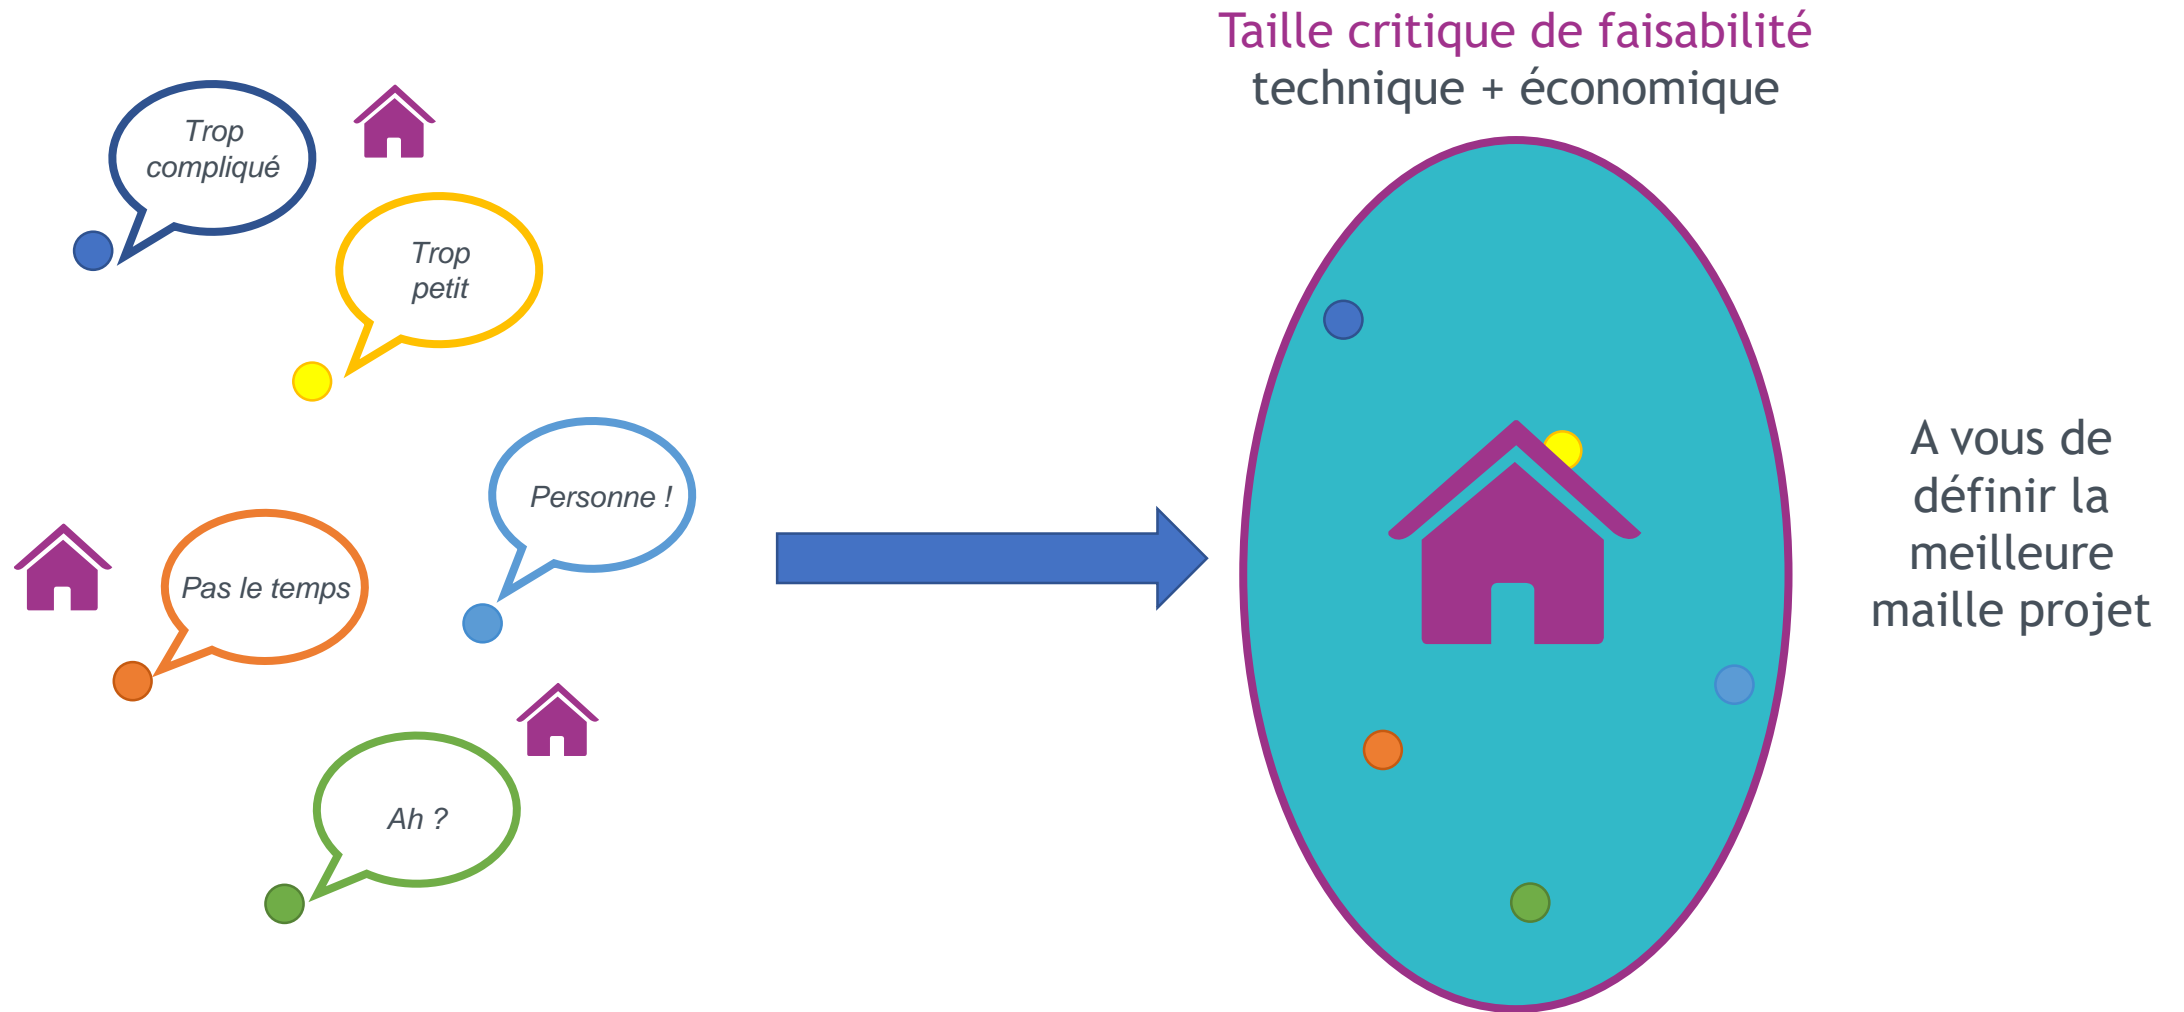 Taille critique de faisabilité
technique + économique
Trop
compliqué
Trop
petit
Personne !
Pas le temps
Ah ?
A vous de
définir la
meilleure
maille projet